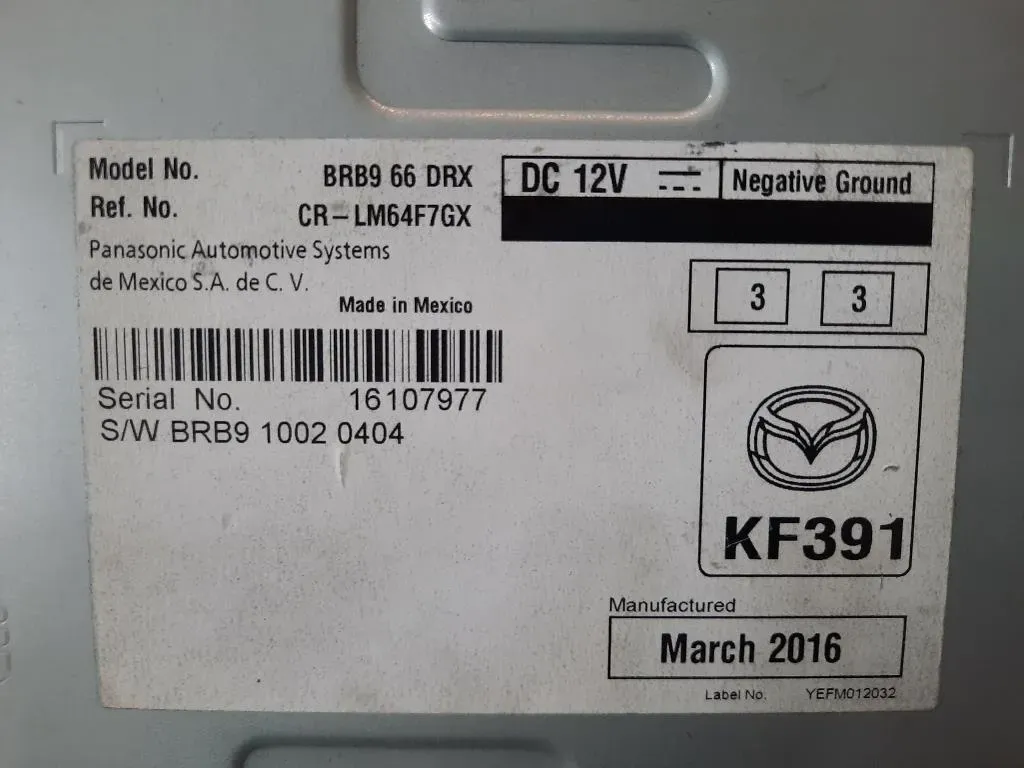 Model No. BRB9 66 DRX
Ref. No. CR-LM64F7GX
Panasonic Automotive Systems
de Mexico S.A. de C. V.
Made in Mexico
Serial No. 16107977
S/W BRB9 1002 0404
DC 12V Negative Ground
3 3
KF391
Manufactured
March 2016
Label No. YEFM012032